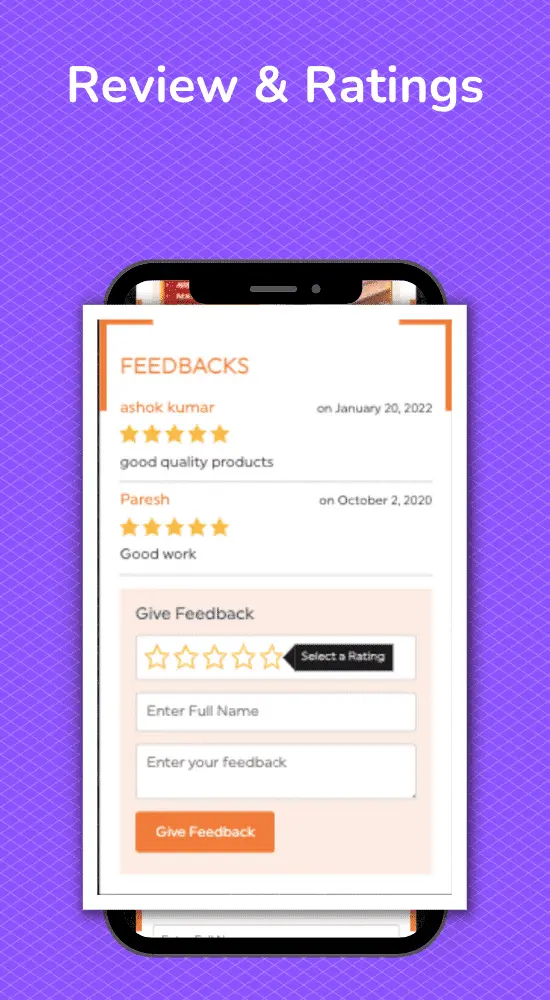 Review & Ratings
FEEDBACKS
ashok kumar on January 20, 2022
good quality products
Paresh on October 2, 2020
Good work
Give Feedback
Select a Rating
Enter Full Name
Enter your feedback
Give Feedback